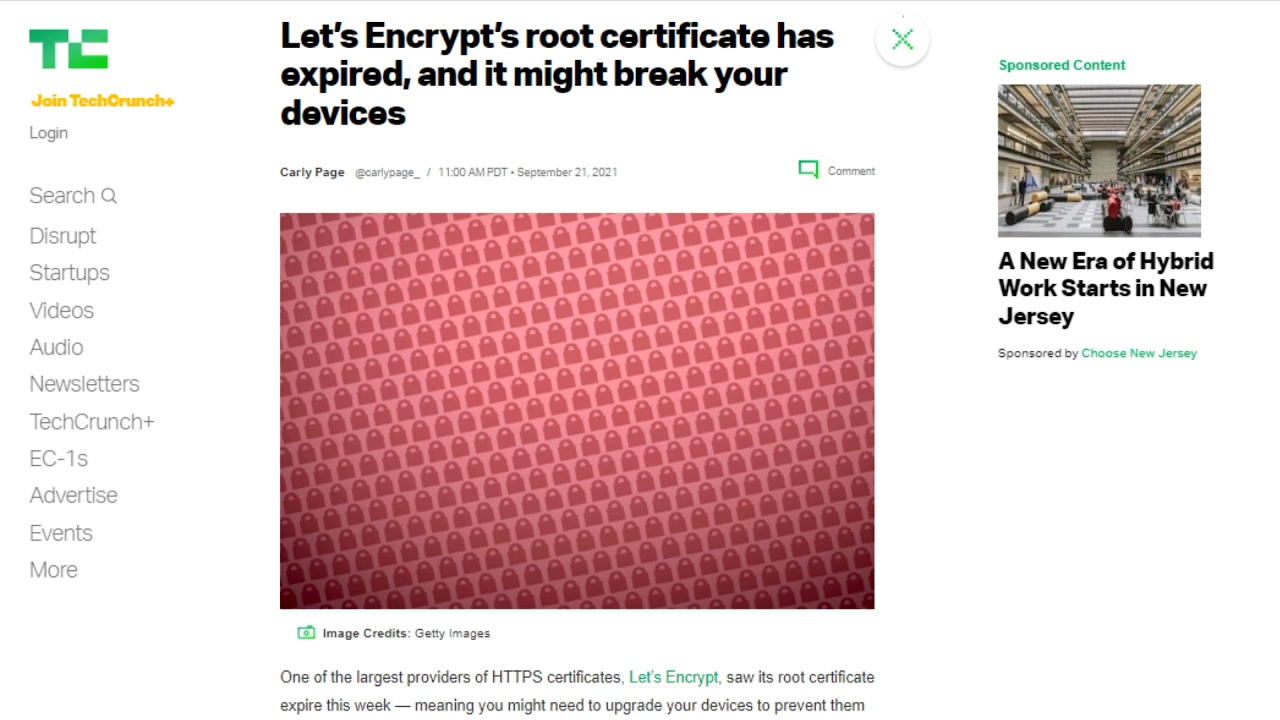 TC
Join TechCrunch+
Login
Search
Disrupt
Startups
Videos
Audio
Newsletters
TechCrunch+
EC-1s
Advertise
Events
More
Let's Encrypt's root certificate has
expired, and it might break your
devices
Carly Page @carlypage_ / 11:00 AM PDT • September 21, 2021
Comment
Image Credits: Getty Images
One of the largest providers of HTTPS certificates, Let's Encrypt, saw its root certificate
expire this week — meaning you might need to upgrade your devices to prevent them
Sponsored Content
A New Era of Hybrid
Work Starts in New
Jersey
Sponsored by Choose New Jersey